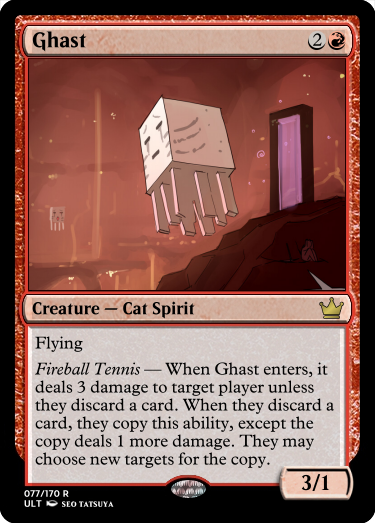 Ghast 2
Creature — Cat Spirit
Flying
Fireball Tennis — When Ghast enters, it
deals 3 damage to target player unless
they discard a card. When they discard a
card, they copy this ability, except the
copy deals 1 more damage. They may
choose new targets for the copy.
3/1
077/170 R
ULT SEO TATSUYA